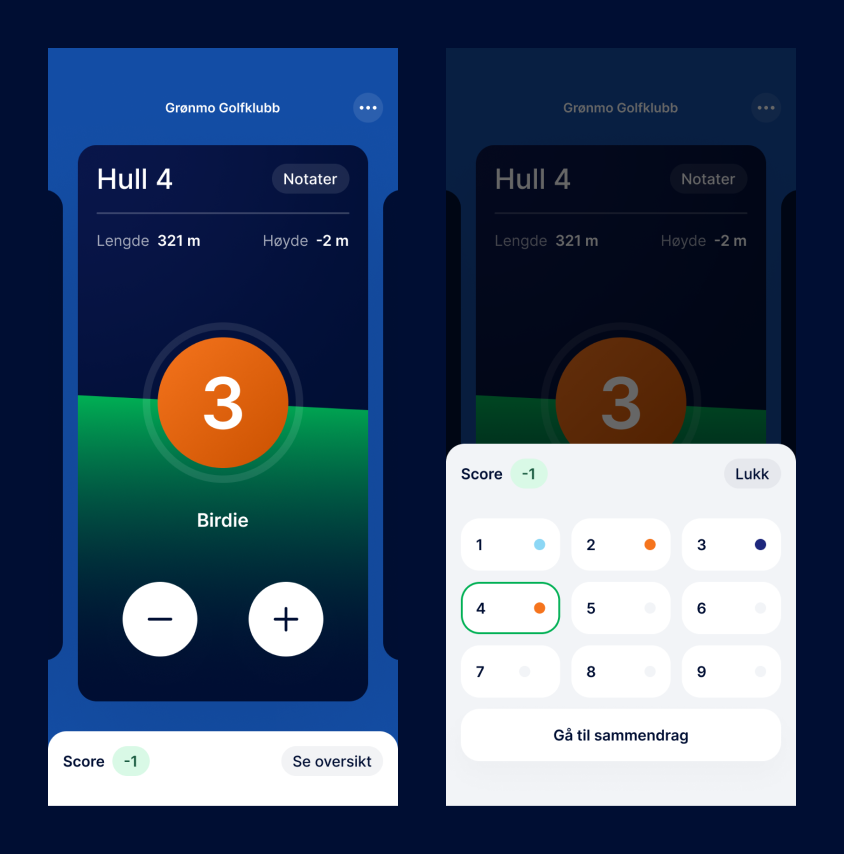 Grønmo Golfklubb
Hull 4 Notater
Lengde 321 m Høyde -2 m
3
Birdie
Score -1 Se oversikt
Grønmo Golfklubb
Hull 4 Notater
Lengde 321 m Høyde -2 m
3
Score -1 Lukk
1 2 3
4 5 6
7 8 9
Gå til sammendrag